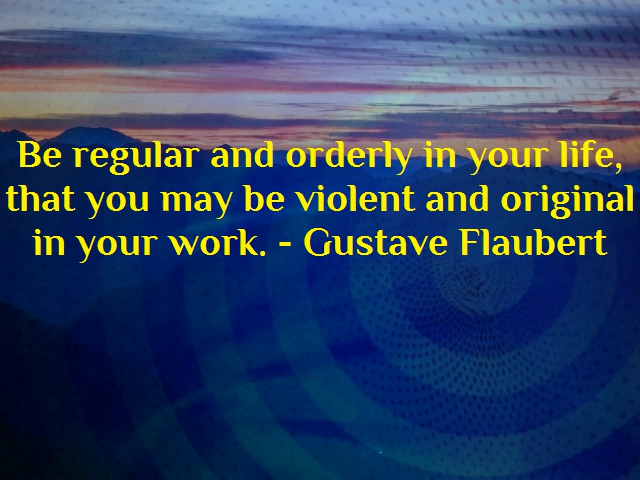 Be regular and orderly in your life,
that you may be violent and original
in your work. - Gustave Flaubert